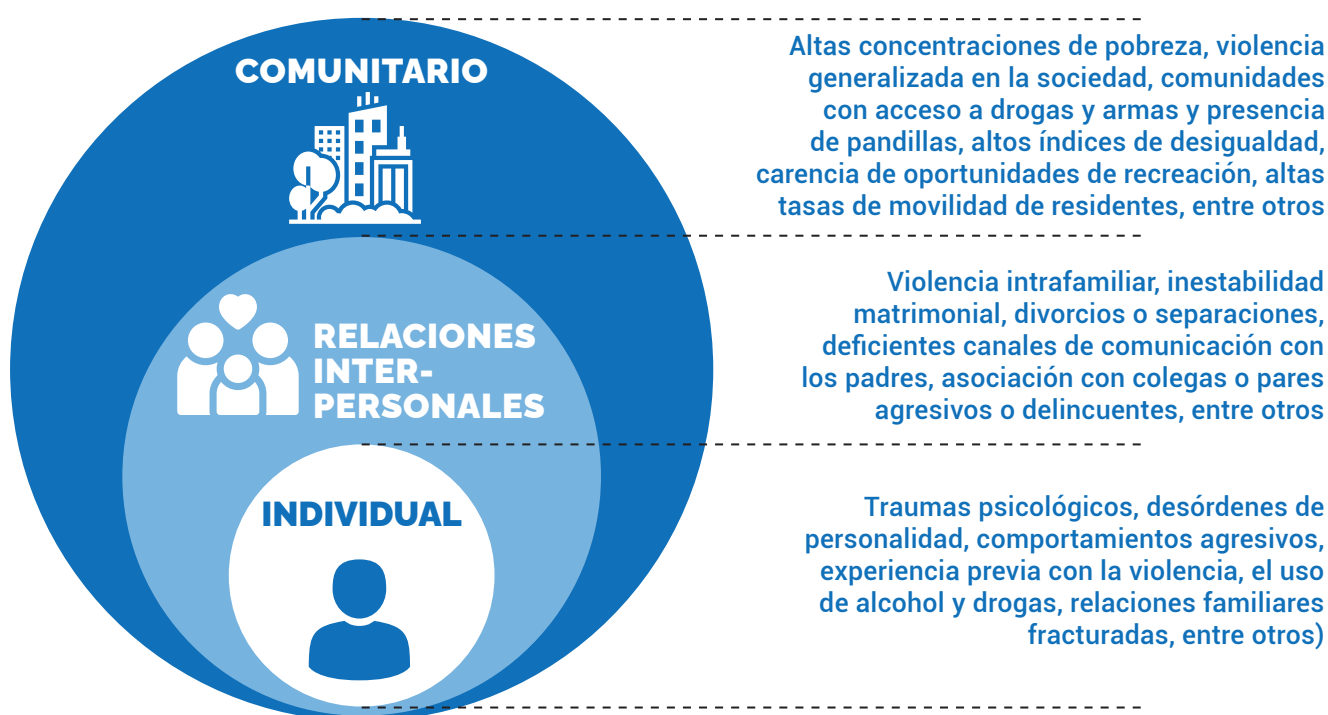 COMUNITARIO
Altas concentraciones de pobreza, violencia
generalizada en la sociedad, comunidades
con acceso a drogas y armas y presencia
de pandillas, altos índices de desigualdad,
carencia de oportunidades de recreación, altas
tasas de movilidad de residentes, entre otros
RELACIONES
INTER-
PERSONALES
Violencia intrafamiliar, inestabilidad
matrimonial, divorcios o separaciones,
deficientes canales de comunicación con
los padres, asociación con colegas o pares
agresivos o delincuentes, entre otros
INDIVIDUAL
Traumas psicológicos, desórdenes de
personalidad, comportamientos agresivos,
experiencia previa con la violencia, el uso
de alcohol y drogas, relaciones familiares
fracturadas, entre otros)